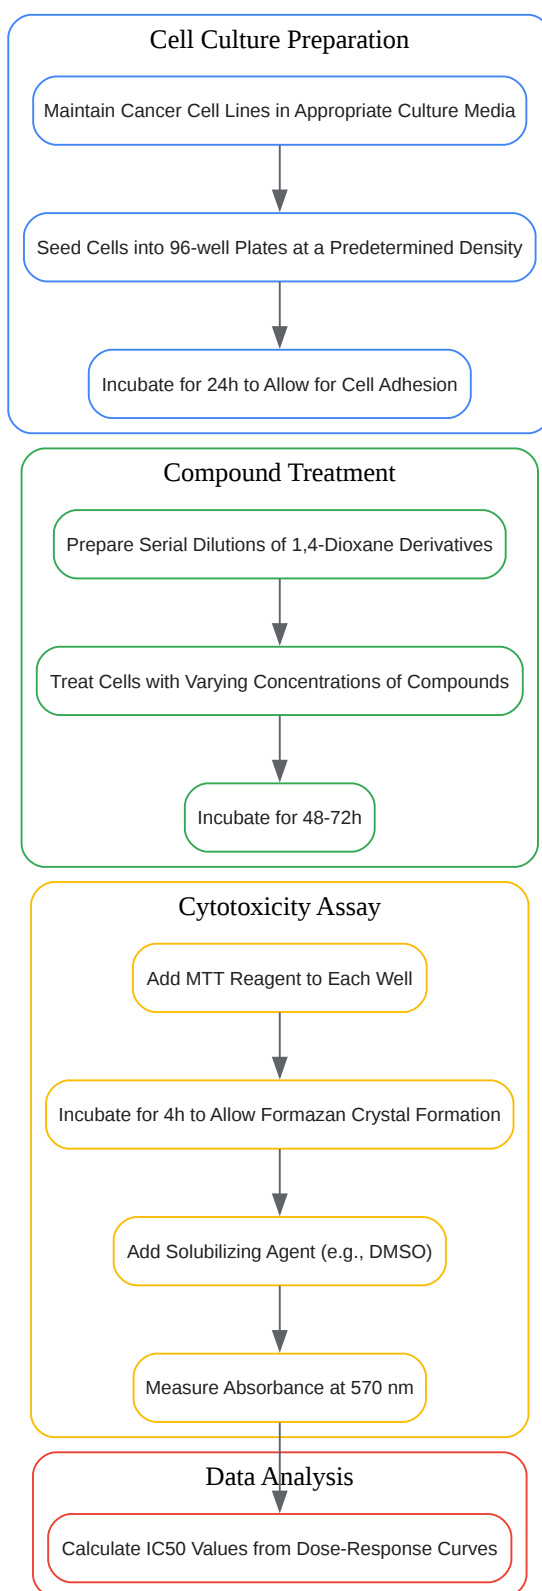 Cell Culture Preparation
Maintain Cancer Cell Lines in Appropriate Culture Media
Seed Cells into 96-well Plates at a Predetermined Density
Incubate for 24h to Allow for Cell Adhesion
Compound Treatment
Prepare Serial Dilutions of 1,4-Dioxane Derivatives
Treat Cells with Varying Concentrations of Compounds
Incubate for 48-72h
Cytotoxicity Assay
Add MTT Reagent to Each Well
Incubate for 4h to Allow Formazan Crystal Formation
Add Solubilizing Agent (e.g., DMSO)
Measure Absorbance at 570 nm
Data Analysis
Calculate IC50 Values from Dose-Response Curves